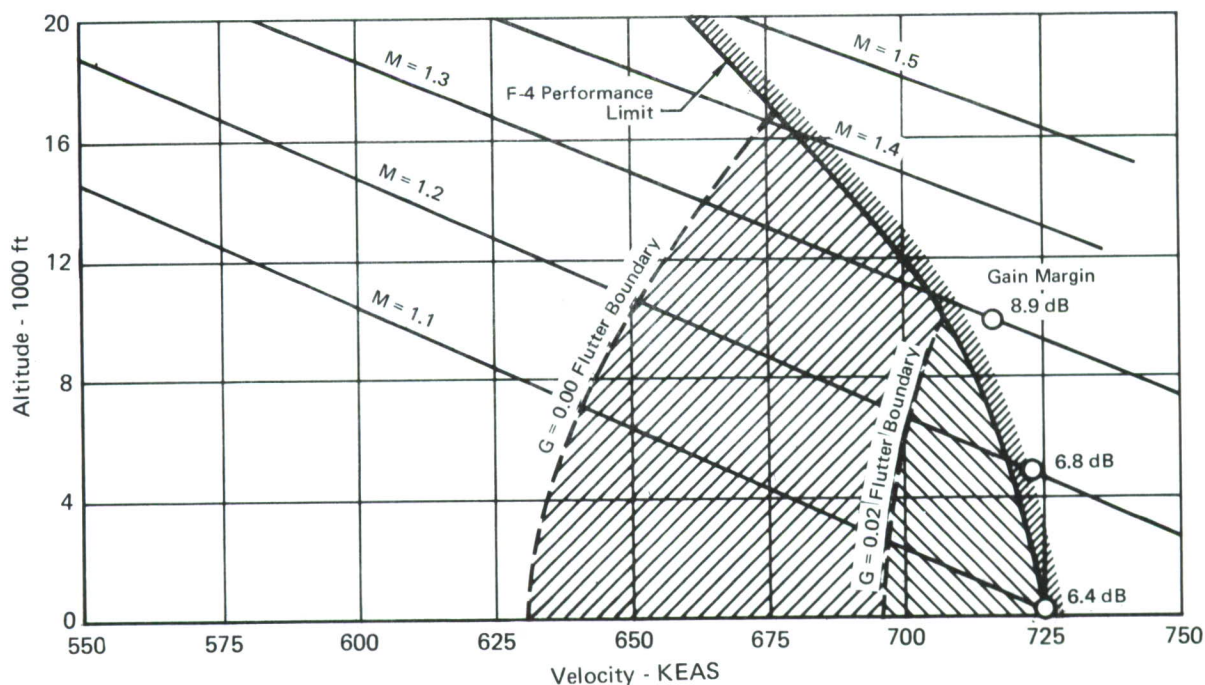 20
16
12
8
4
0
Altitude - 1000 ft
M = 1.5
M = 1.3
F-4 Performance
Limit
M = 1.4
M = 1.2
M = 1.1
G = 0.00 Flutter Boundary
G = 0.02 Flutter Boundary
Gain Margin
8.9 dB
6.8 dB
6.4 dB
550
575
600
625
650
675
700
725
750
Velocity - KEAS